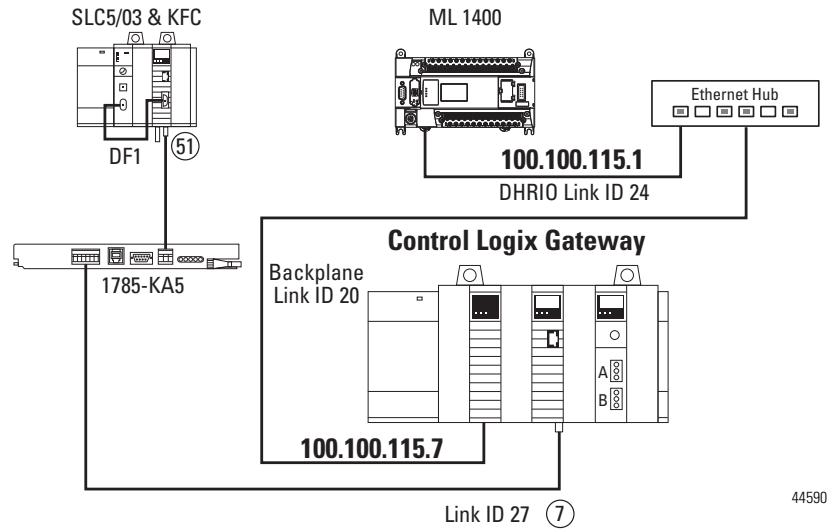 SLC5/03 & KFC
ML 1400
Ethernet Hub
DF1
51
100.100.115.1
DHRIO Link ID 24
Control Logix Gateway
1785-KA5
Backplane
Link ID 20
A
B
100.100.115.7
44590
Link ID 27
7